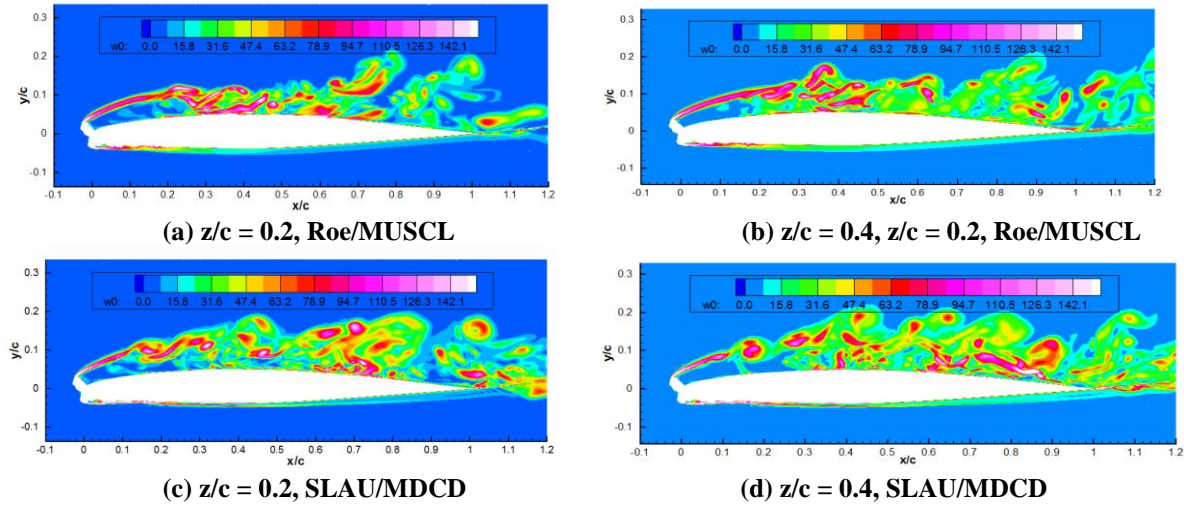 0.3
w0: 0.0 15.8 31.6 47.4 63.2 78.9 94.7 110.5 126.3 142.1
0.2
y/c
0.1
0
-0.1
-0.1 0 0.1 0.2 0.3 0.4 0.5 0.6 0.7 0.8 0.9 1 1.1 1.2
x/c
(a) z/c = 0.2, Roe/MUSCL
0.3
w0: 0.0 15.8 31.6 47.4 63.2 78.9 94.7 110.5 126.3 142.1
0.2
y/c
0.1
0
-0.1
-0.1 0 0.1 0.2 0.3 0.4 0.5 0.6 0.7 0.8 0.9 1 1.1 1.2
x/c
(b) z/c = 0.4, z/c = 0.2, Roe/MUSCL
0.3
w0: 0.0 15.8 31.6 47.4 63.2 78.9 94.7 110.5 126.3 142.1
0.2
y/c
0.1
0
-0.1
-0.1 0 0.1 0.2 0.3 0.4 0.5 0.6 0.7 0.8 0.9 1 1.1 1.2
x/c
(c) z/c = 0.2, SLAU/MDCD
0.3
w0: 0.0 15.8 31.6 47.4 63.2 78.9 94.7 110.5 126.3 142.1
0.2
y/c
0.1
0
-0.1
-0.1 0 0.1 0.2 0.3 0.4 0.5 0.6 0.7 0.8 0.9 1 1.1 1.2
x/c
(d) z/c = 0.4, SLAU/MDCD